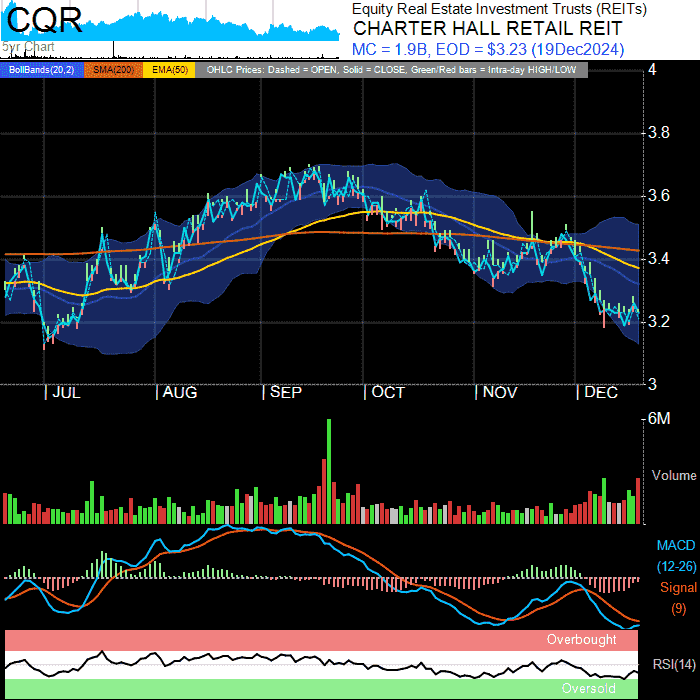 CQR
5yr Chart
Equity Real Estate Investment Trusts (REITs)
CHARTER HALL RETAIL REIT
MC = 1.9B, EOD = $3.23 (19Dec2024)
BollBands(20,2) SMA(200) EMA(50) OHLC Prices: Dashed = OPEN, Solid = CLOSE, Green/Red bars = Intra-day HIGH/LOW
4
3.8
3.6
3.4
3.2
3
JUL AUG SEP OCT NOV DEC
6M
Volume
MACD
(12-26)
Signal
(9)
Overbought
RSI(14)
Oversold